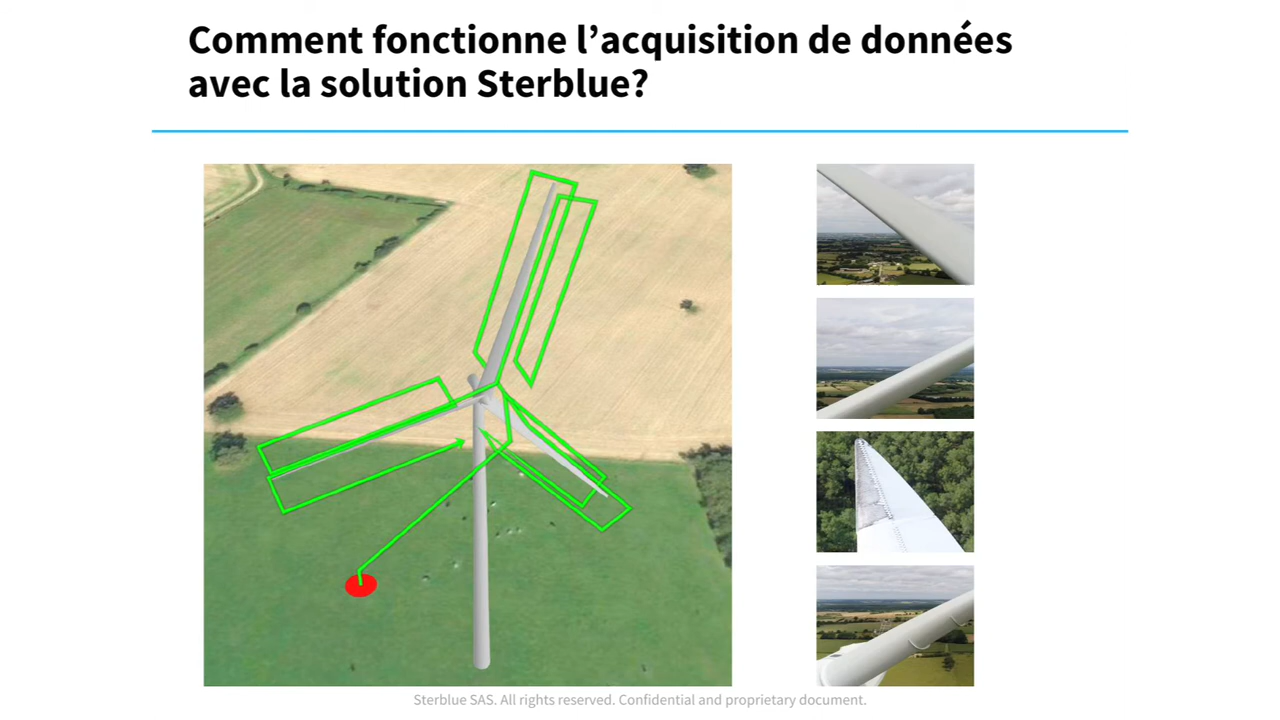 Comment fonctionne l’acquisition de données
avec la solution Sterblue?
Sterblue SAS. All rights reserved. Confidential and proprietary document.